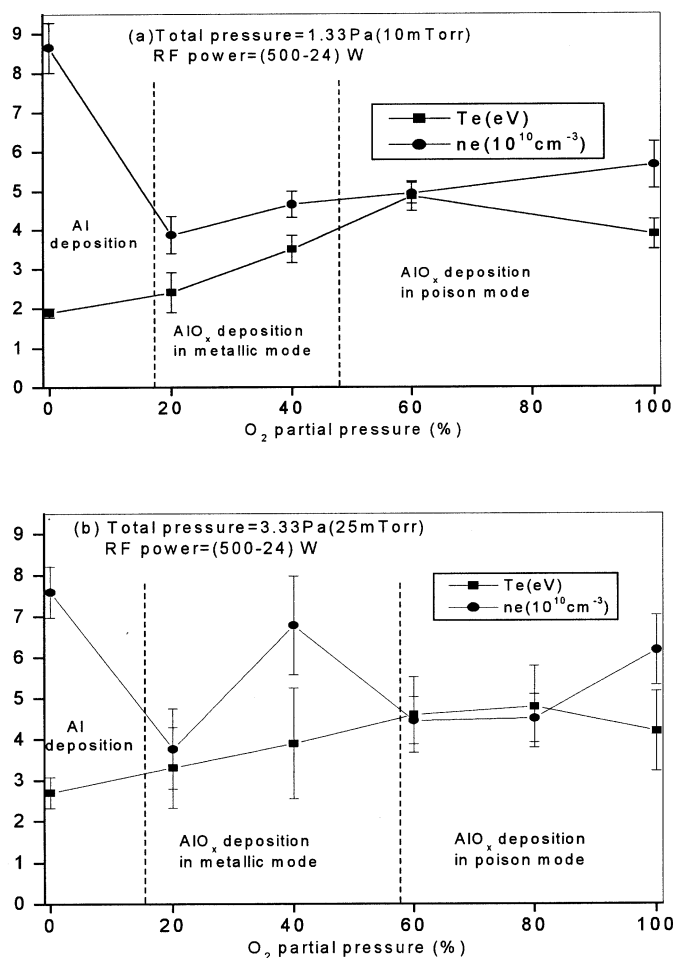 (a)Total pressure=1.33Pa(10mTorr)
RF power=(500-24) W
Te(eV)
ne(10¹⁰cm⁻³)
Al
deposition
AlOₓ deposition
in metallic mode
AlOₓ deposition
in poison mode
9
8
7
6
5
4
3
2
1
0
0 20 40 60 80 100
O₂ partial pressure (%)
(b) Total pressure=3.33Pa(25mTorr)
RF power=(500-24) W
Te(eV)
ne(10¹⁰cm⁻³)
Al
deposition
AlOₓ deposition
in metallic mode
AlOₓ deposition
in poison mode
9
8
7
6
5
4
3
2
1
0
0 20 40 60 80 100
O₂ partial pressure (%)